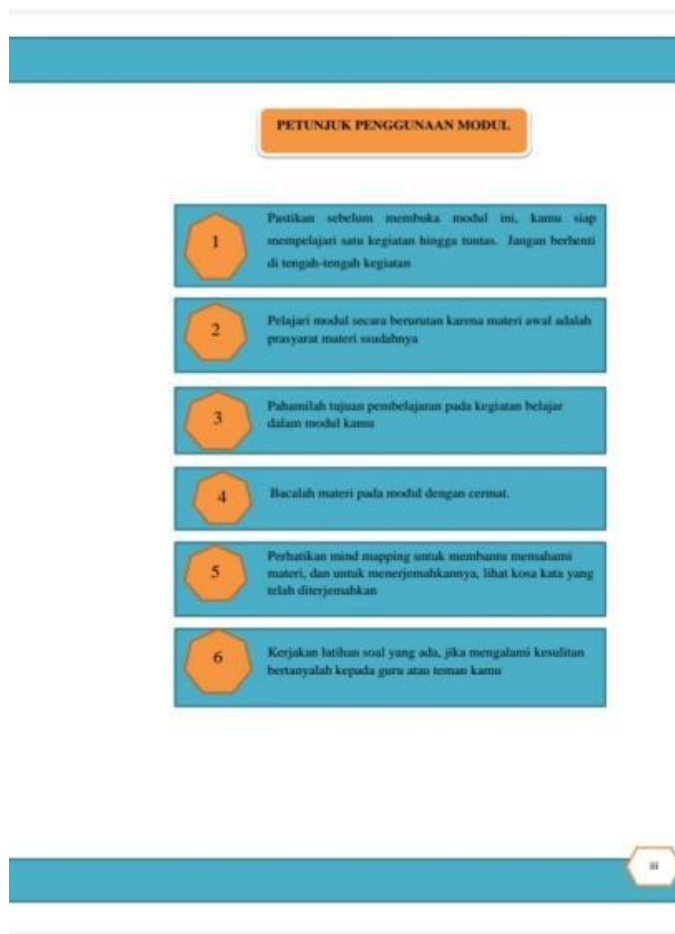 PETUNJUK PENGGUNAAN MODUL
1
Pastikan sebelum membuka modul ini, kamu siap
mempelajari satu kegiatan hingga tuntas. Jangan berhenti
di tengah-tengah kegiatan
2
Pelajari modul secara berurutan karena materi awal adalah
prasyarat materi ssudahnya
3
Pahamilah tujuan pembelajaran pada kegiatan belajar
dalam modul kamu
4
Bacalah materi pada modul dengan cermat.
5
Perhatikan mind mapping untuk membantu memahami
materi, dan untuk menerjemahkannya, lihat kosa kata yang
telah diterjemahkan
6
Kerjakan latihan soal yang ada, jika mengalami kesulitan
bertanyalah kepada guru atau teman kamu
iii